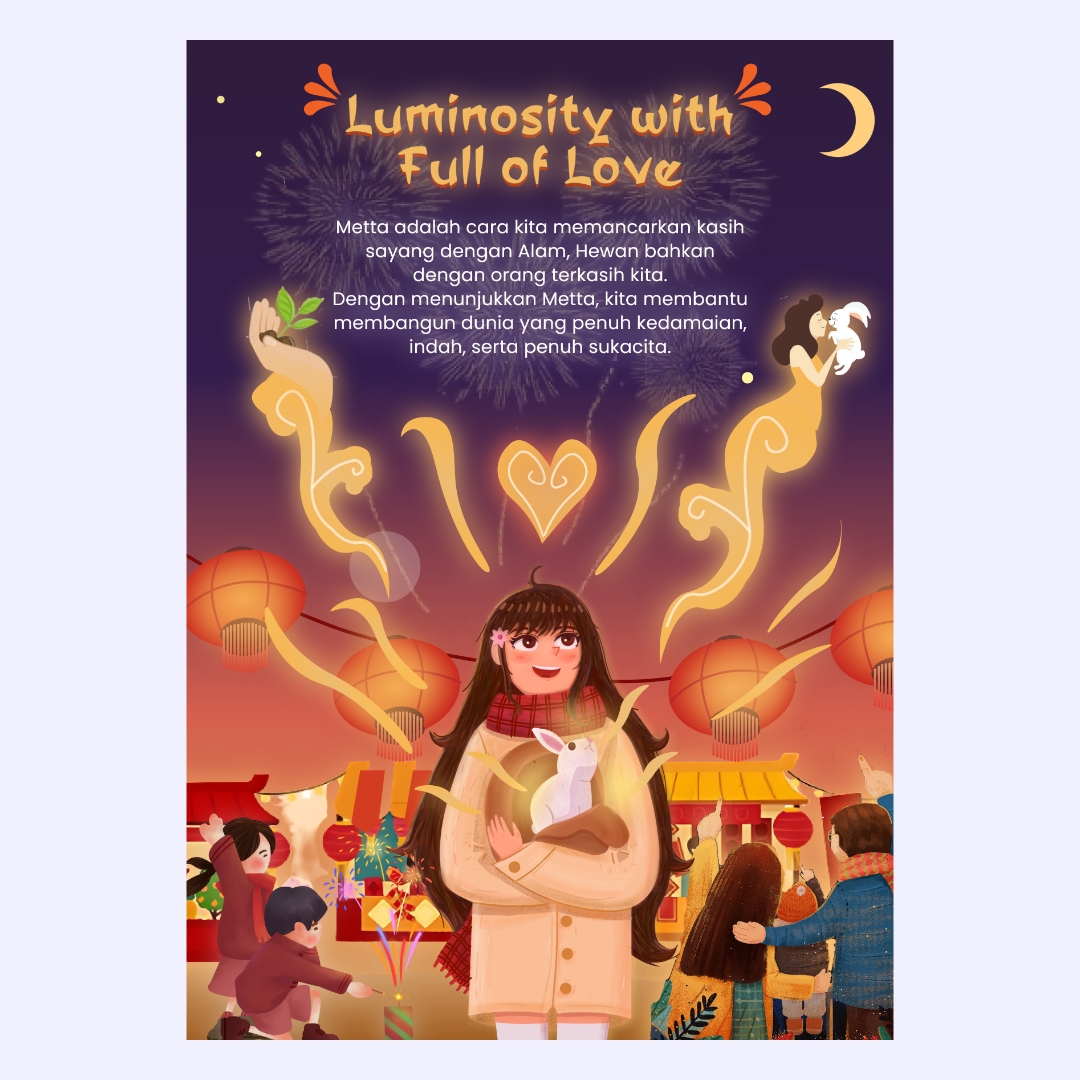 Luminosity with
Full of Love
Metta adalah cara kita memancarkan kasih
sayang dengan Alam, Hewan bahkan
dengan orang terkasih kita.
Dengan menunjukkan Metta, kita membantu
membangun dunia yang penuh kedamaian,
indah, serta penuh sukacita.